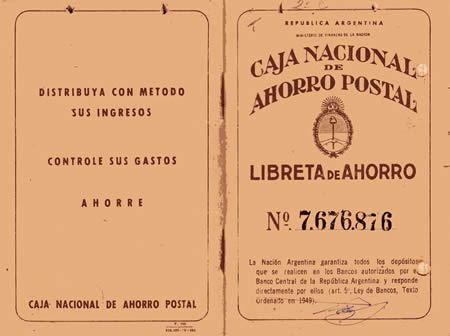 DISTRIBUYA CON METODO
SUS INGRESOS
CONTROLE SUS GASTOS
AHORRE
CAJA NACIONAL DE AHORRO POSTAL
REPUBLICA ARGENTINA
MINISTERIO DE FINANZAS DE LA NACION
CAJA NACIONAL
DE
AHORRO POSTAL
LIBRETA DE AHORRO
Nº 7.676.876
La Nación Argentina garantiza todos los depósitos
que se realicen en los Bancos autorizados por el
Banco Central de la República Argentina y responde
directamente por ellos (art. 5º, Ley de Bancos, Texto
Ordenado en 1949).